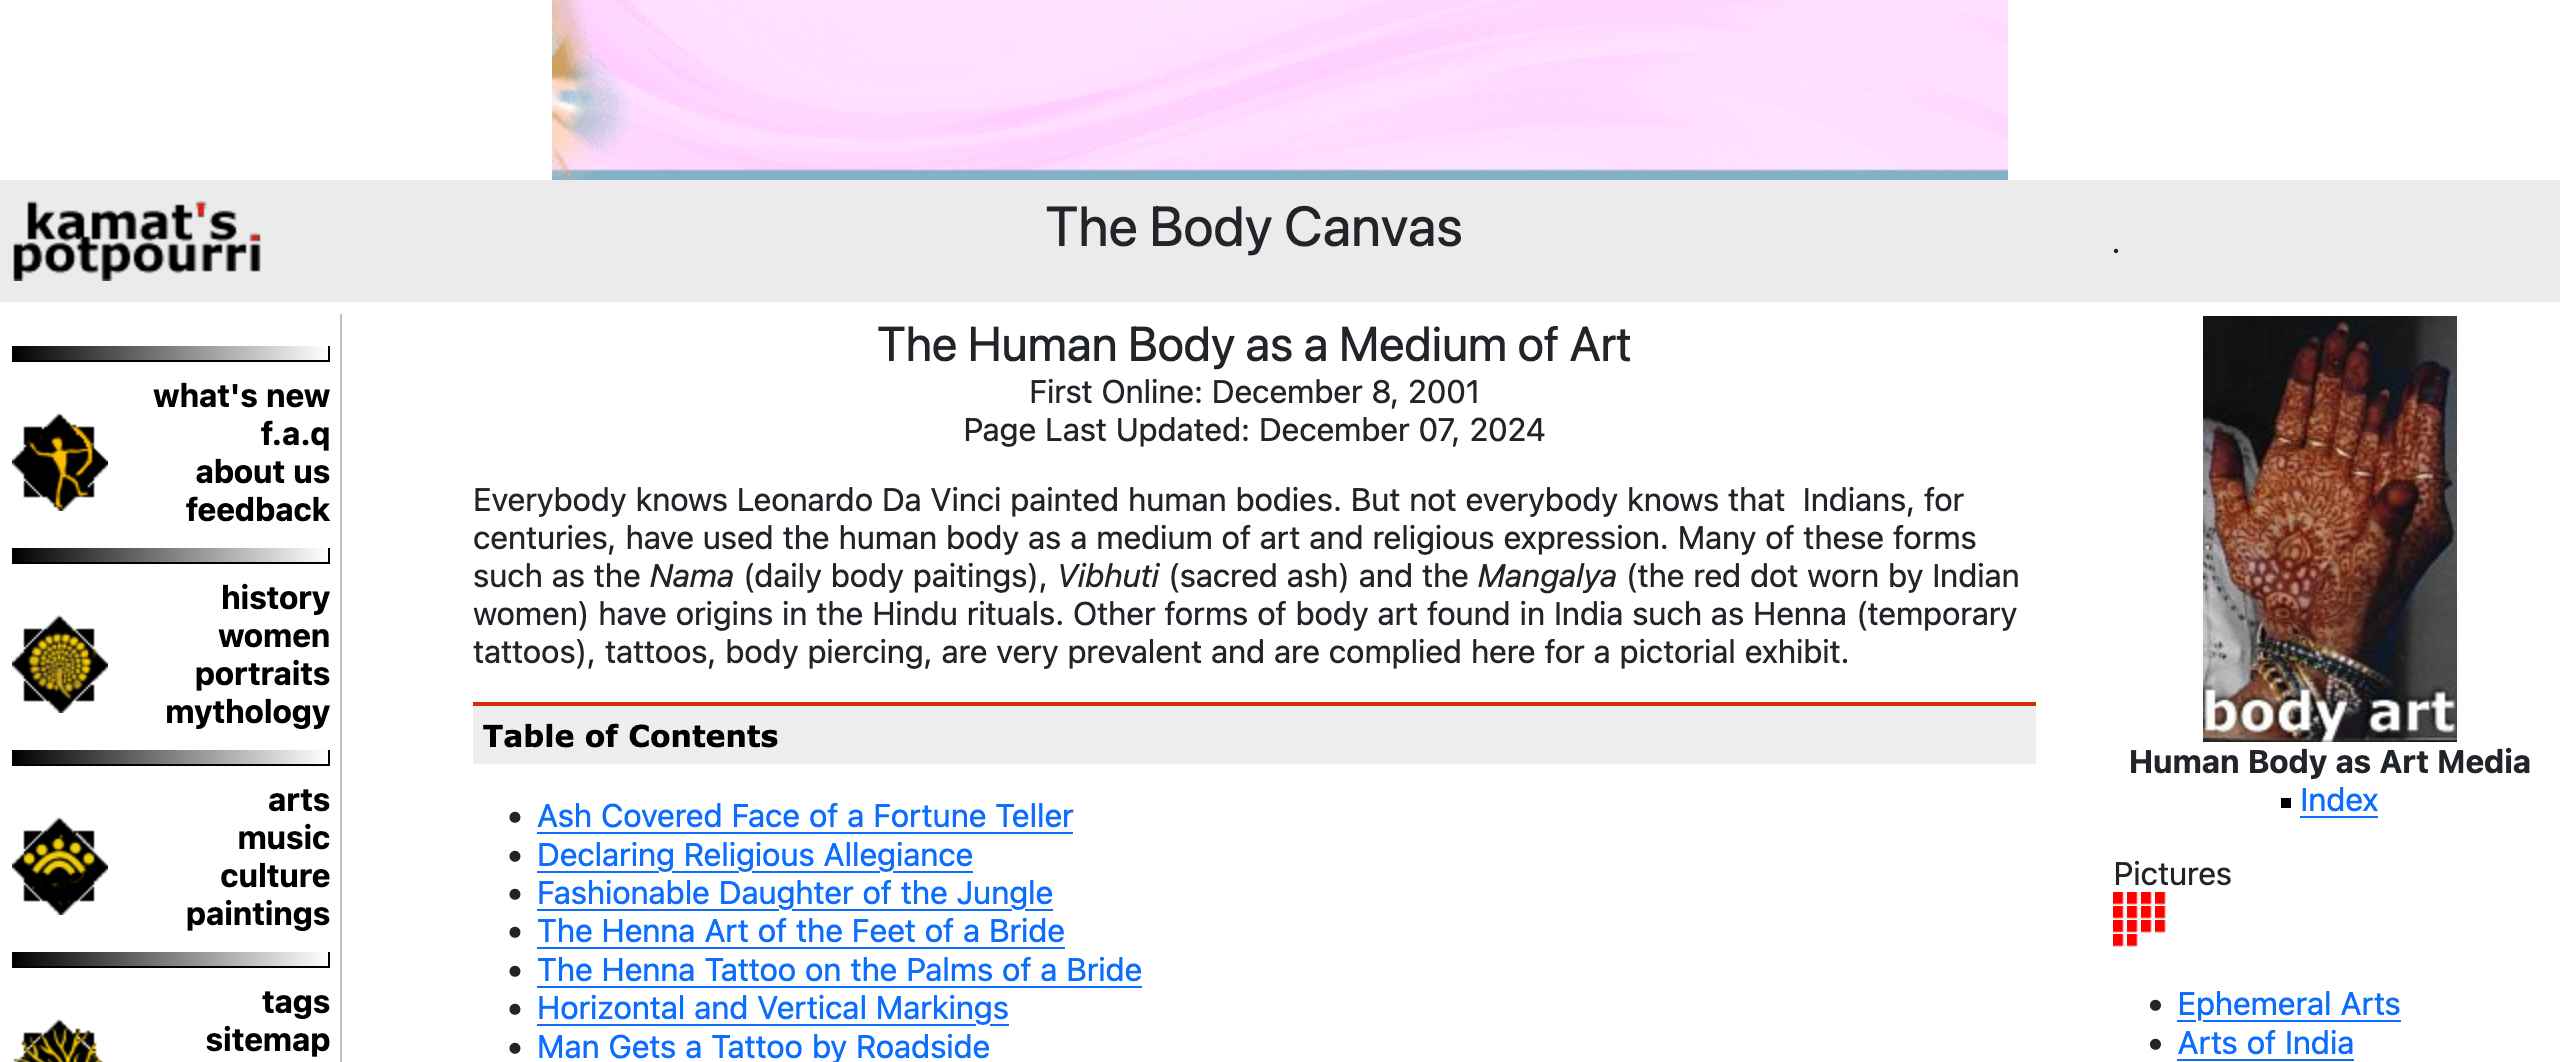 kamat's
potpourri
The Body Canvas
.
what's new
f.a.q
about us
feedback
history
women
portraits
mythology
arts
music
culture
paintings
tags
sitemap
The Human Body as a Medium of Art
First Online: December 8, 2001
Page Last Updated: December 07, 2024
Everybody knows Leonardo Da Vinci painted human bodies. But not everybody knows that  Indians, for
centuries, have used the human body as a medium of art and religious expression. Many of these forms
such as the Nama (daily body paitings), Vibhuti (sacred ash) and the Mangalya (the red dot worn by Indian
women) have origins in the Hindu rituals. Other forms of body art found in India such as Henna (temporary
tattoos), tattoos, body piercing, are very prevalent and are complied here for a pictorial exhibit.
Table of Contents
Ash Covered Face of a Fortune Teller
Declaring Religious Allegiance
Fashionable Daughter of the Jungle
The Henna Art of the Feet of a Bride
The Henna Tattoo on the Palms of a Bride
Horizontal and Vertical Markings
Man Gets a Tattoo by Roadside
body art
Human Body as Art Media
Index
Pictures
Ephemeral Arts
Arts of India